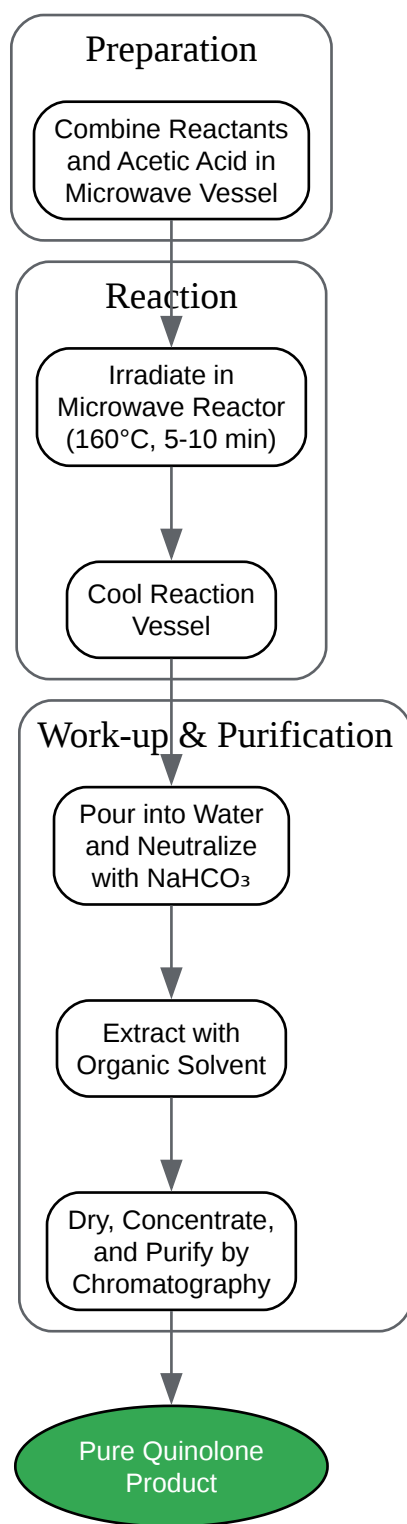 Preparation
Combine Reactants
and Acetic Acid in
Microwave Vessel
Reaction
Irradiate in
Microwave Reactor
(160°C, 5-10 min)
Cool Reaction
Vessel
Work-up & Purification
Pour into Water
and Neutralize
with NaHCO₃
Extract with
Organic Solvent
Dry, Concentrate,
and Purify by
Chromatography
Pure Quinolone
Product